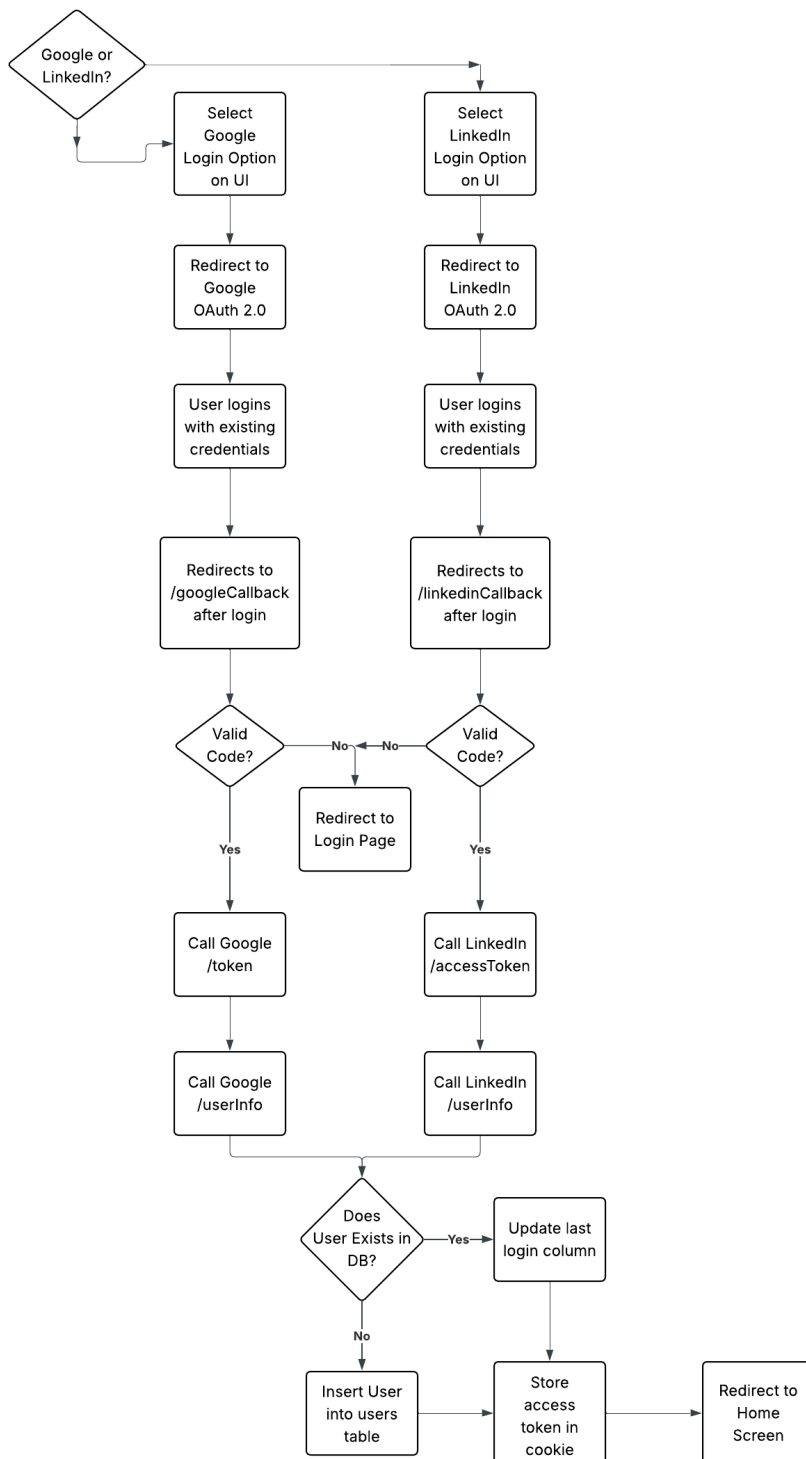 Google or
LinkedIn?
Select
Google
Login Option
on UI
Select
LinkedIn
Login Option
on UI
Redirect to
Google
OAuth 2.0
Redirect to
LinkedIn
OAuth 2.0
User logins
with existing
credentials
User logins
with existing
credentials
Redirects to
/googleCallback
after login
Redirects to
/linkedinCallback
after login
Valid
Code?
No
No
Valid
Code?
Redirect to
Login Page
Yes
Yes
Call Google
/token
Call LinkedIn
/accessToken
Call Google
/userInfo
Call LinkedIn
/userInfo
Does
User Exists in
DB?
Yes
Update last
login column
No
Insert User
into users
table
Store
access
token in
cookie
Redirect to
Home
Screen